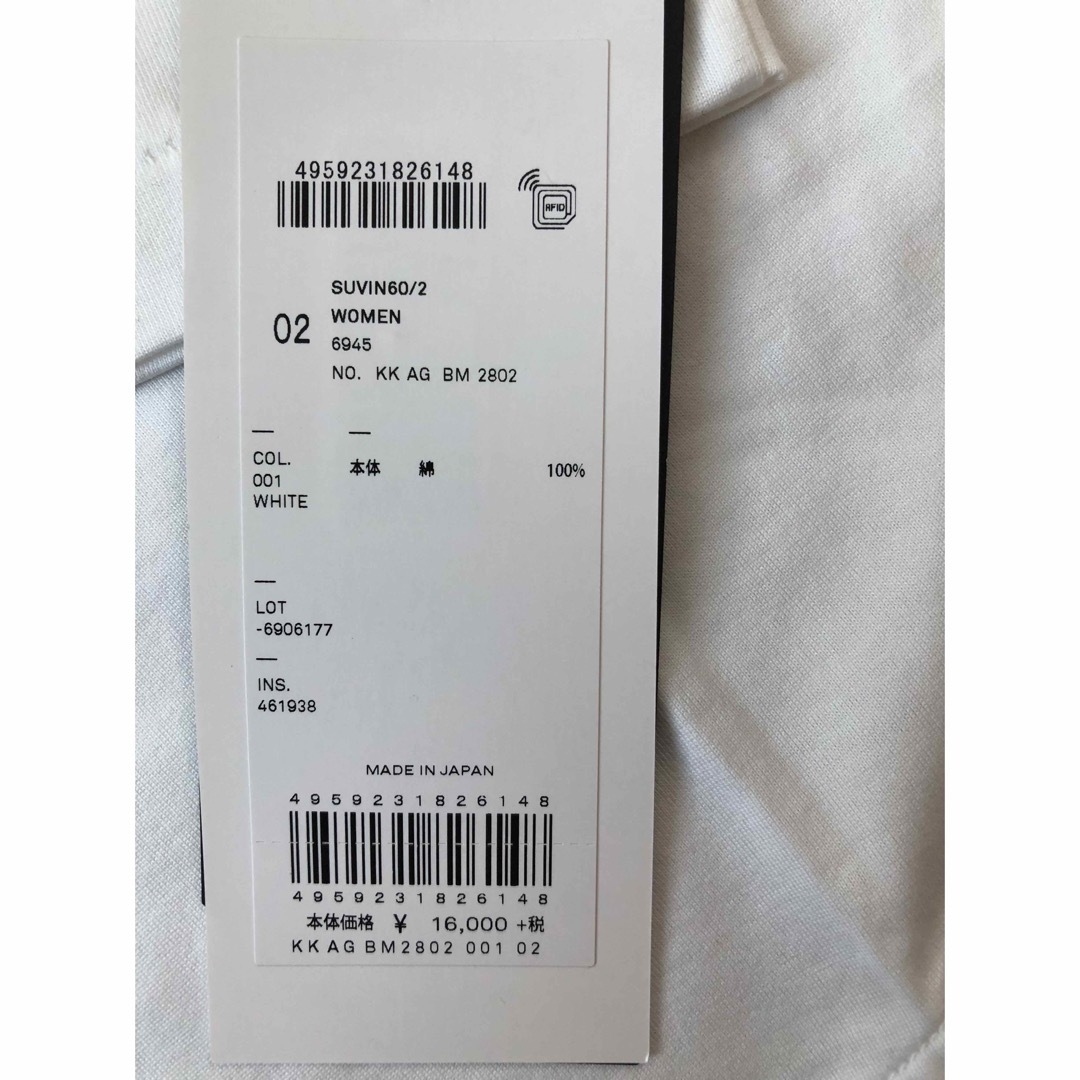 4959231826148
RFID
SUVIN60/2
02
WOMEN
6945
NO. KK AG BM 2802
COL.
001
WHITE
本体 綿 100%
LOT
-6906177
INS.
461938
MADE IN JAPAN
4959231826148
4959231826148
本体価格 ¥ 16,000 +税
KK AG BM2802 001 02